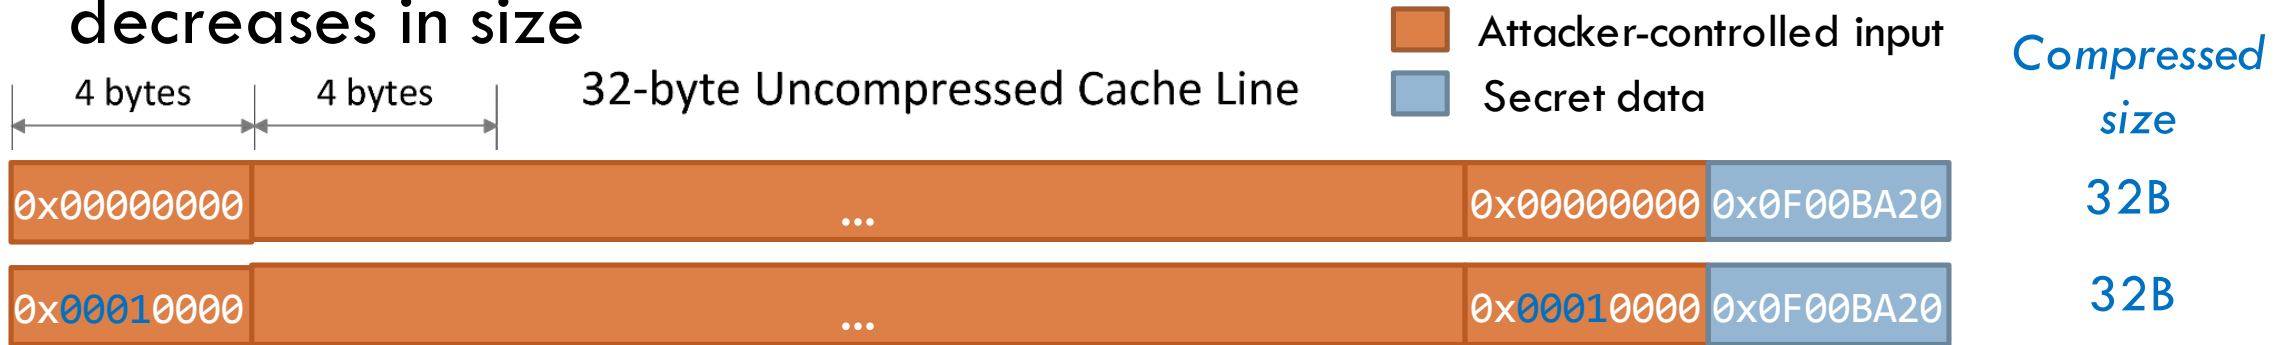 decreases in size
Attacker-controlled input
Secret data
Compressed
size
4 bytes 4 bytes 32-byte Uncompressed Cache Line
0x00000000 ... 0x00000000 0x0F00BA20 32B
0x00010000 ... 0x00010000 0x0F00BA20 32B